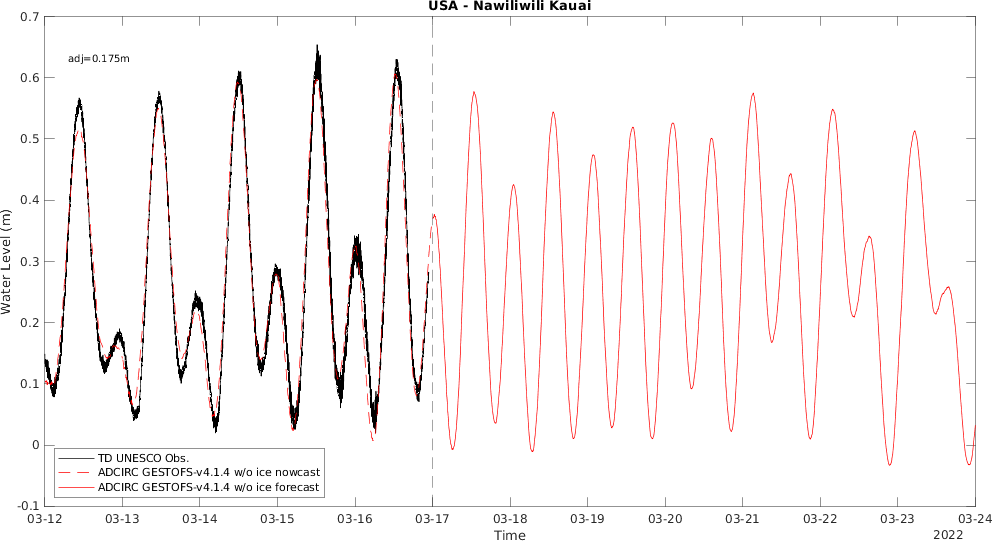 USA - Nawiliwili Kauai
0.7
adj=0.175m
0.6
0.5
0.4
0.3
0.2
0.1
0
-0.1
Water Level (m)
TD UNESCO Obs.
ADCIRC GESTOFS-v4.1.4 w/o ice nowcast
ADCIRC GESTOFS-v4.1.4 w/o ice forecast
03-12 03-13 03-14 03-15 03-16 03-17 03-18 03-19 03-20 03-21 03-22 03-23 03-24
Time
2022